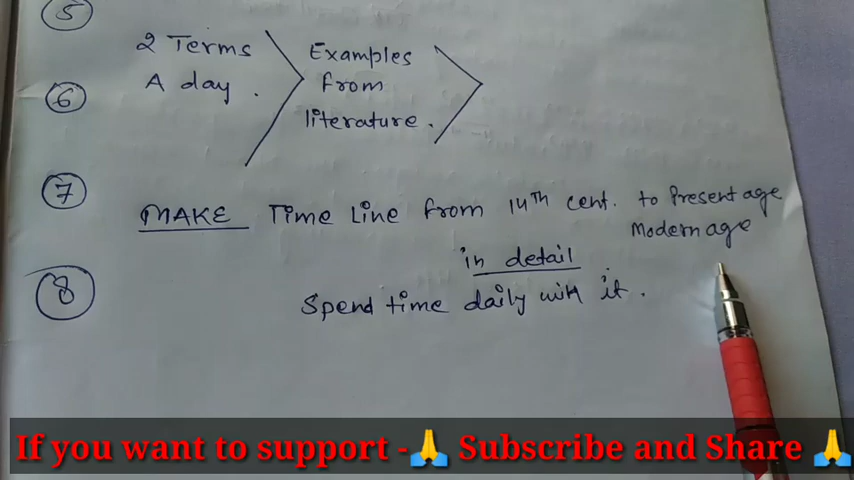 5
2 Terms
A day.
Examples
from
literature.
6
7
MAKE Time Line from 14th cent. to Present age
Modern age
in detail
8
Spend time daily with it.
If you want to support -🙏 Subscribe and Share 🙏